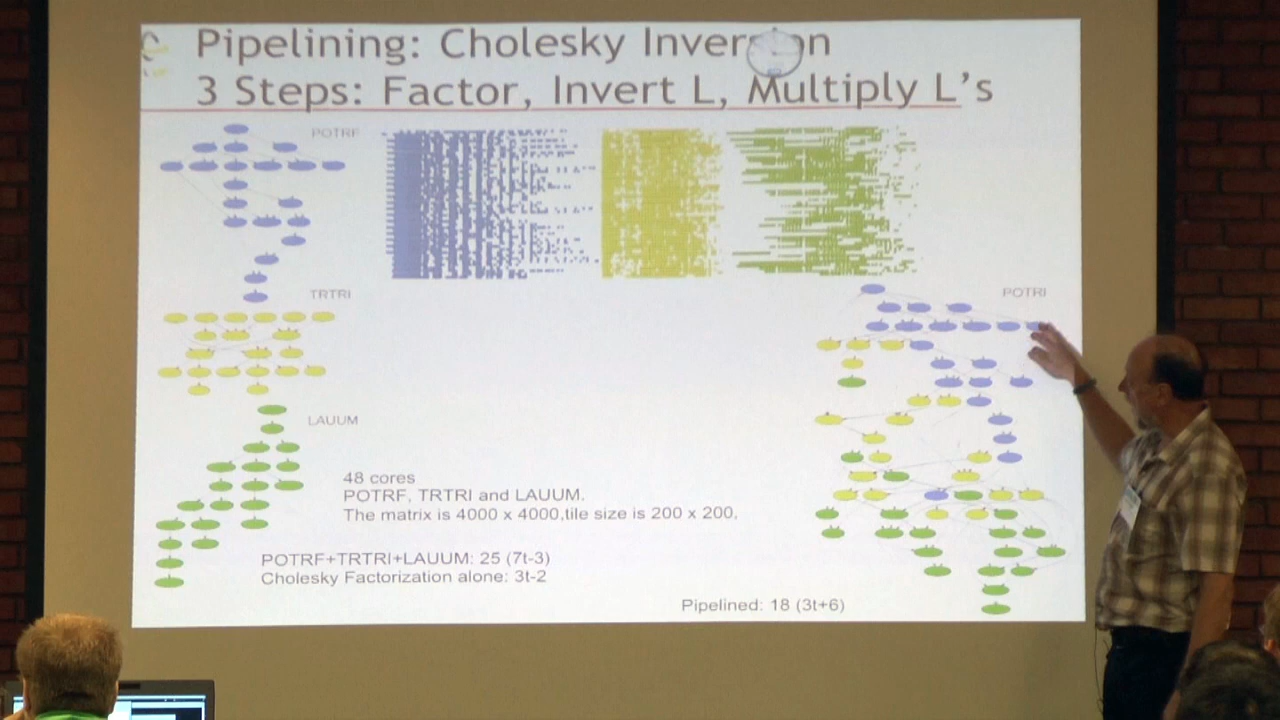 Pipelining: Cholesky Inversion
3 Steps: Factor, Invert L, Multiply L's
POTRF
TRTRI
POTRI
LAUUM
48 cores
POTRF, TRTRI and LAUUM.
The matrix is 4000 x 4000,tile size is 200 x 200,
POTRF+TRTRI+LAUUM: 25 (7t-3)
Cholesky Factorization alone: 3t-2
Pipelined: 18 (3t+6)